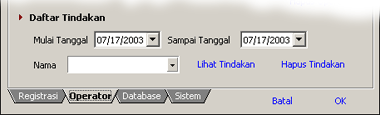 Daftar Tindakan
Mulai Tanggal 07/17/2003 Sampai Tanggal 07/17/2003
Nama Lihat Tindakan Hapus Tindakan
Registrasi Operator Database Sistem Batal OK